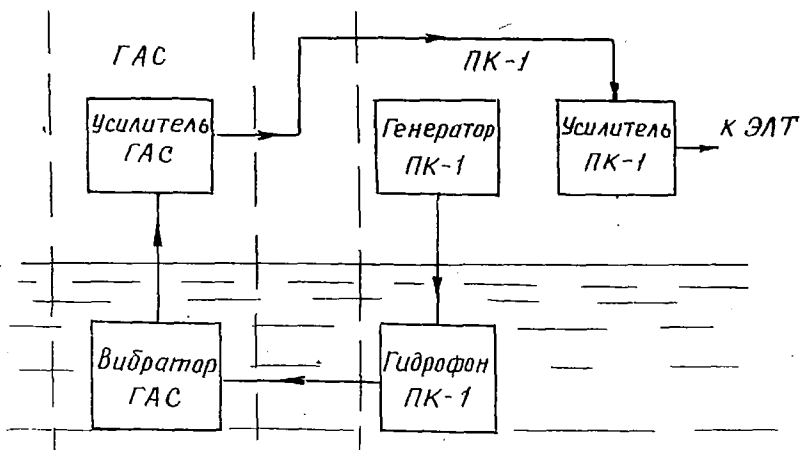 ГАС
ПК-1
Усилитель
ГАС
Генератор
ПК-1
Усилитель
ПК-1
К ЭЛТ
Вибратор
ГАС
Гидрофон
ПК-1